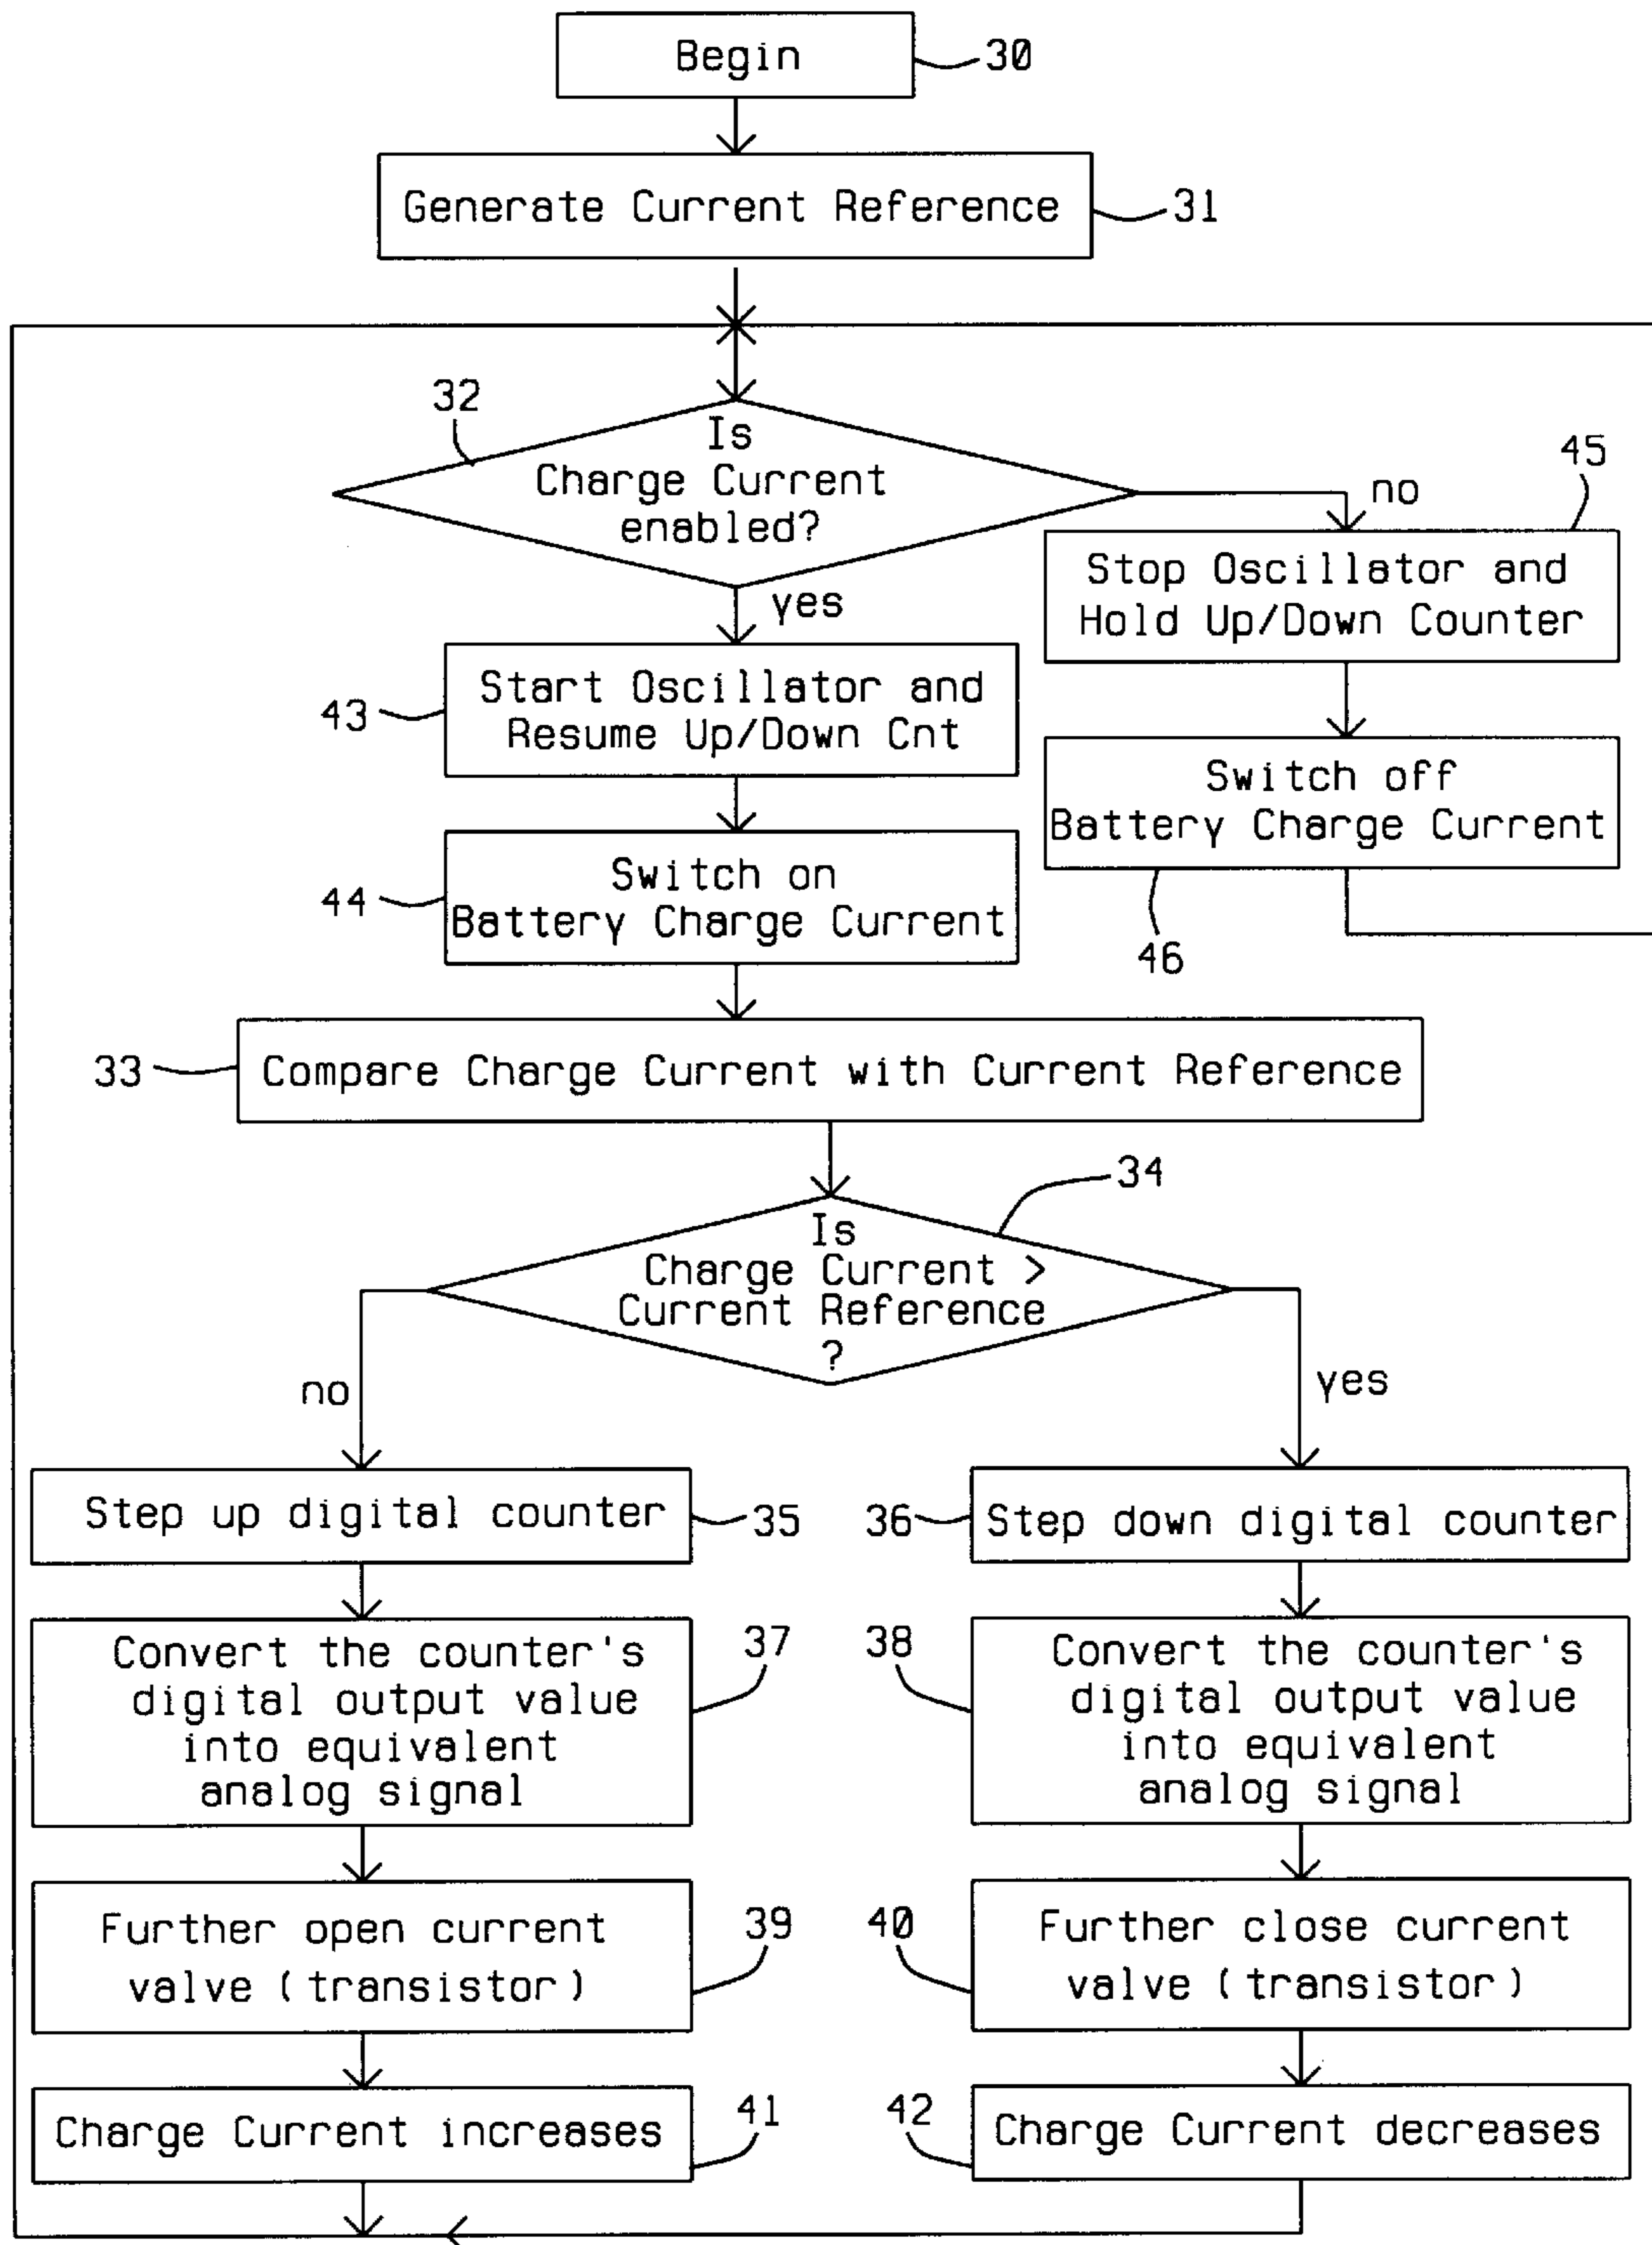 Begin
30
Generate Current Reference
31
32
Is
Charge Current
enabled?
no
45
yes
Stop Oscillator and
Hold Up/Down Counter
43
Start Oscillator and
Resume Up/Down Cnt
Switch off
Battery Charge Current
46
44
Switch on
Battery Charge Current
33
Compare Charge Current with Current Reference
34
Is
Charge Current >
Current Reference
?
no
yes
Step up digital counter
35
36
Step down digital counter
Convert the counter's
digital output value
into equivalent
analog signal
37
38
Convert the counter's
digital output value
into equivalent
analog signal
Further open current
valve (transistor)
39
40
Further close current
valve (transistor)
Charge Current increases
41
42
Charge Current decreases